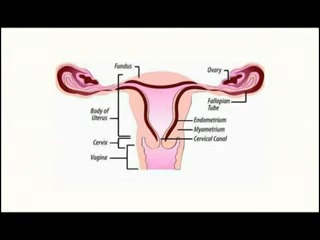 Fundus
Ovary
Fallopian
Tube
Body of
Uterus
Endometrium
Myometrium
Cervical Canal
Cervix
Vagina